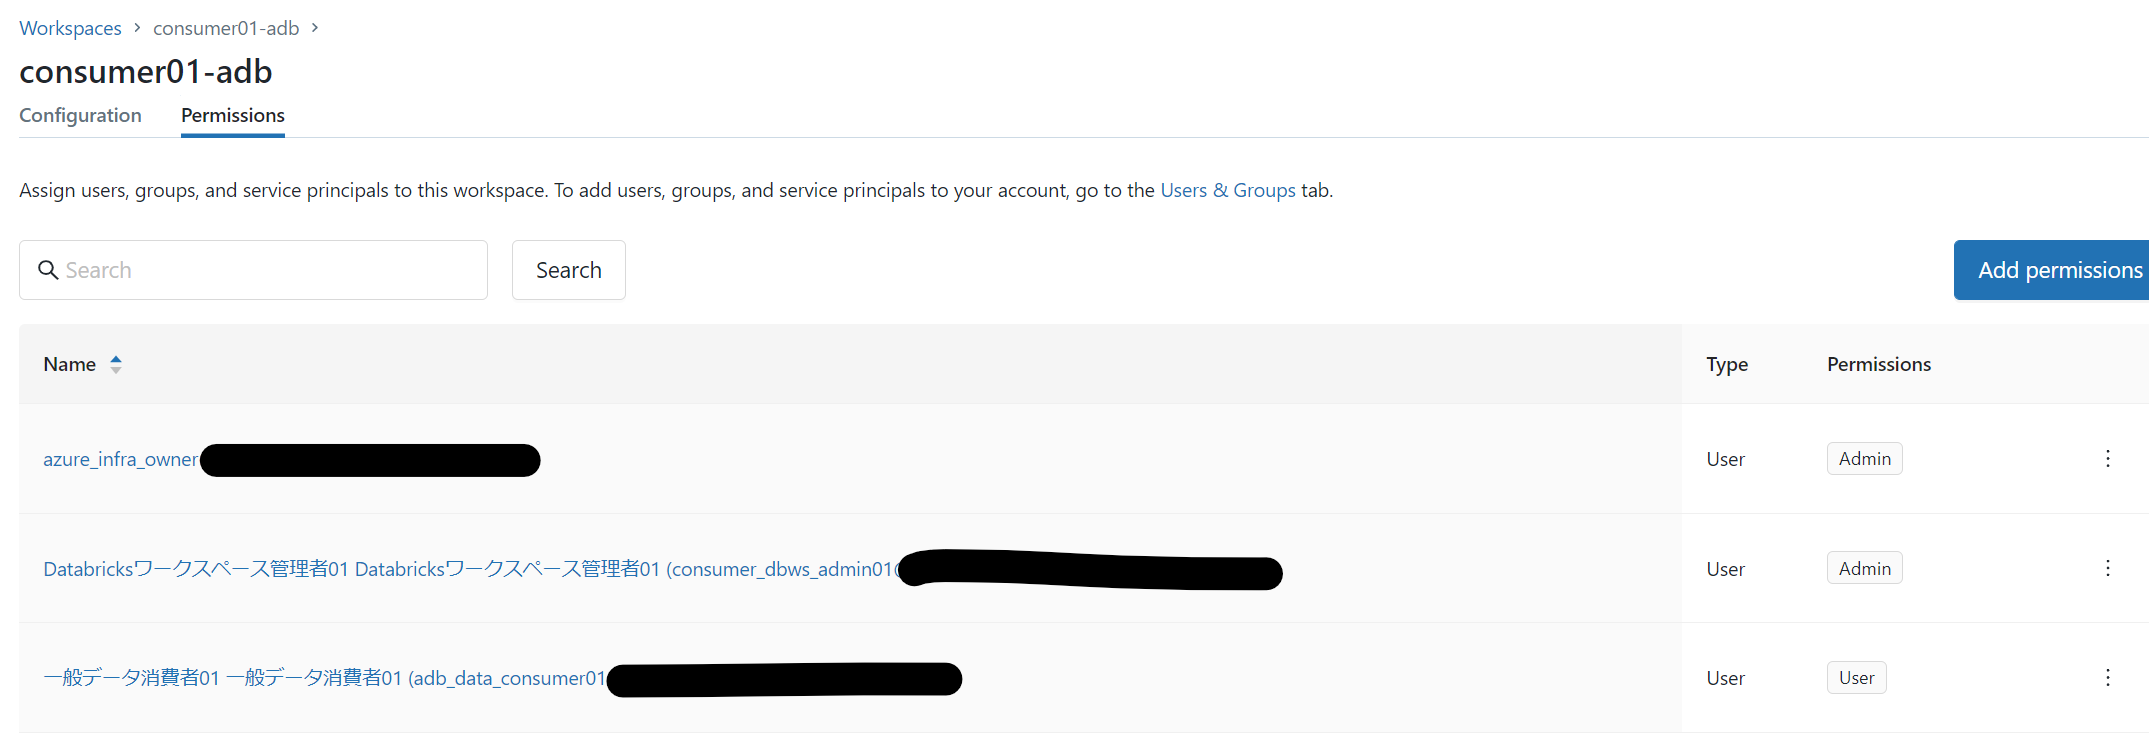 Workspaces > consumer01-adb >
consumer01-adb
Configuration Permissions
Assign users, groups, and service principals to this workspace. To add users, groups, and service principals to your account, go to the Users & Groups tab.
Search Search Add permissions
Name Type Permissions
azure_infra_owner User Admin
Databricksワークスペース管理者01 Databricksワークスペース管理者01 (consumer_dbws_admin01 User Admin
一般データ消費者01 一般データ消費者01 (adb_data_consumer01 User User